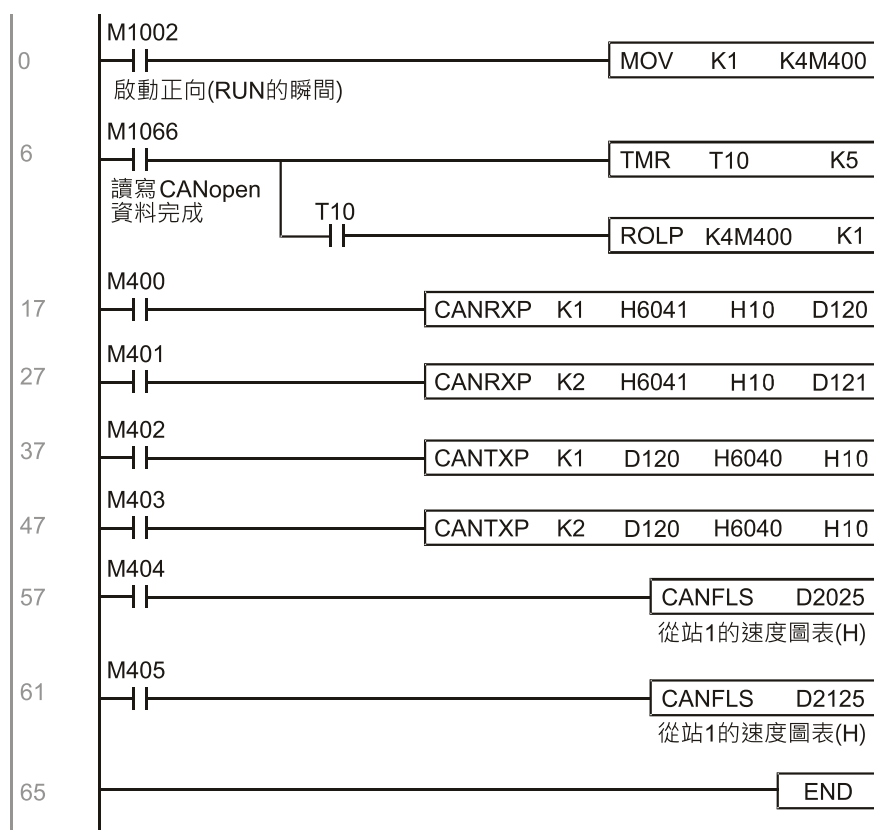 M1002
0 MOV K1 K4M400
啟動正向(RUN的瞬間)
M1066
6 TMR T10 K5
讀寫CANopen
資料完成
T10
ROLP K4M400 K1
M400
17 CANRXP K1 H6041 H10 D120
M401
27 CANRXP K2 H6041 H10 D121
M402
37 CANTXP K1 D120 H6040 H10
M403
47 CANTXP K2 D120 H6040 H10
M404
57 CANFLS D2025
從站1的速度圖表(H)
M405
61 CANFLS D2125
從站1的速度圖表(H)
65 END